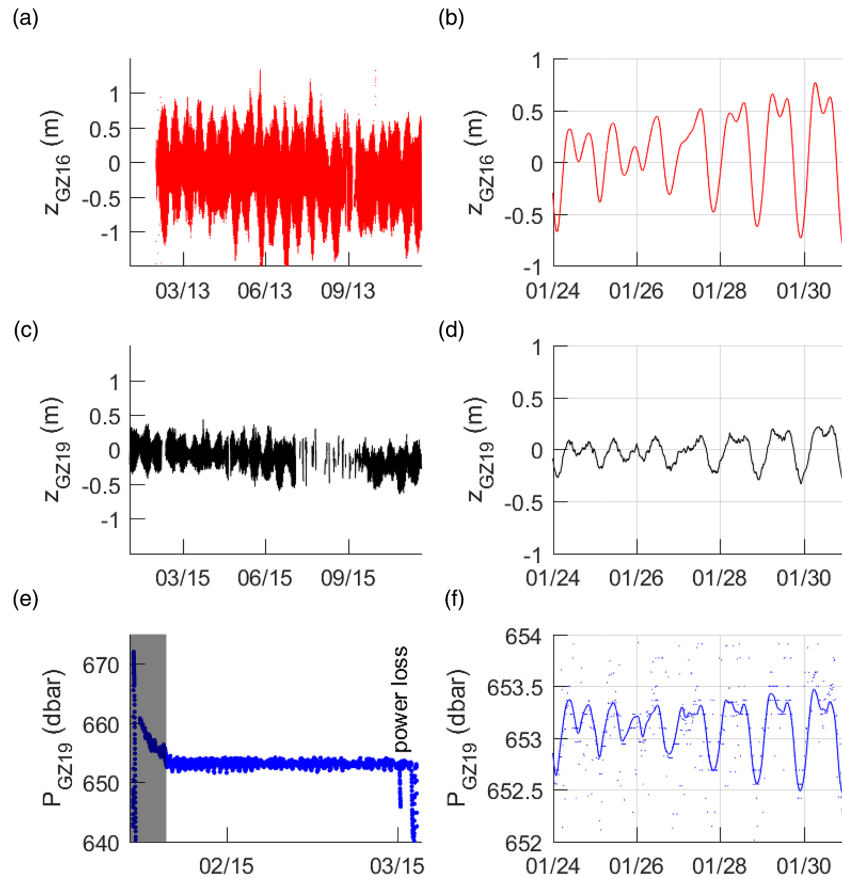 (a)
(b)
1
0.5
0
-0.5
-1
z_GZ16 (m)
03/13 06/13 09/13
1
0.5
0
-0.5
-1
z_GZ16 (m)
01/24 01/26 01/28 01/30
(c)
(d)
1
0.5
0
-0.5
-1
z_GZ19 (m)
03/15 06/15 09/15
1
0.5
0
-0.5
-1
z_GZ19 (m)
01/24 01/26 01/28 01/30
(e)
(f)
670
660
650
640
P_GZ19 (dbar)
power loss
02/15 03/15
654
653.5
653
652.5
652
P_GZ19 (dbar)
01/24 01/26 01/28 01/30